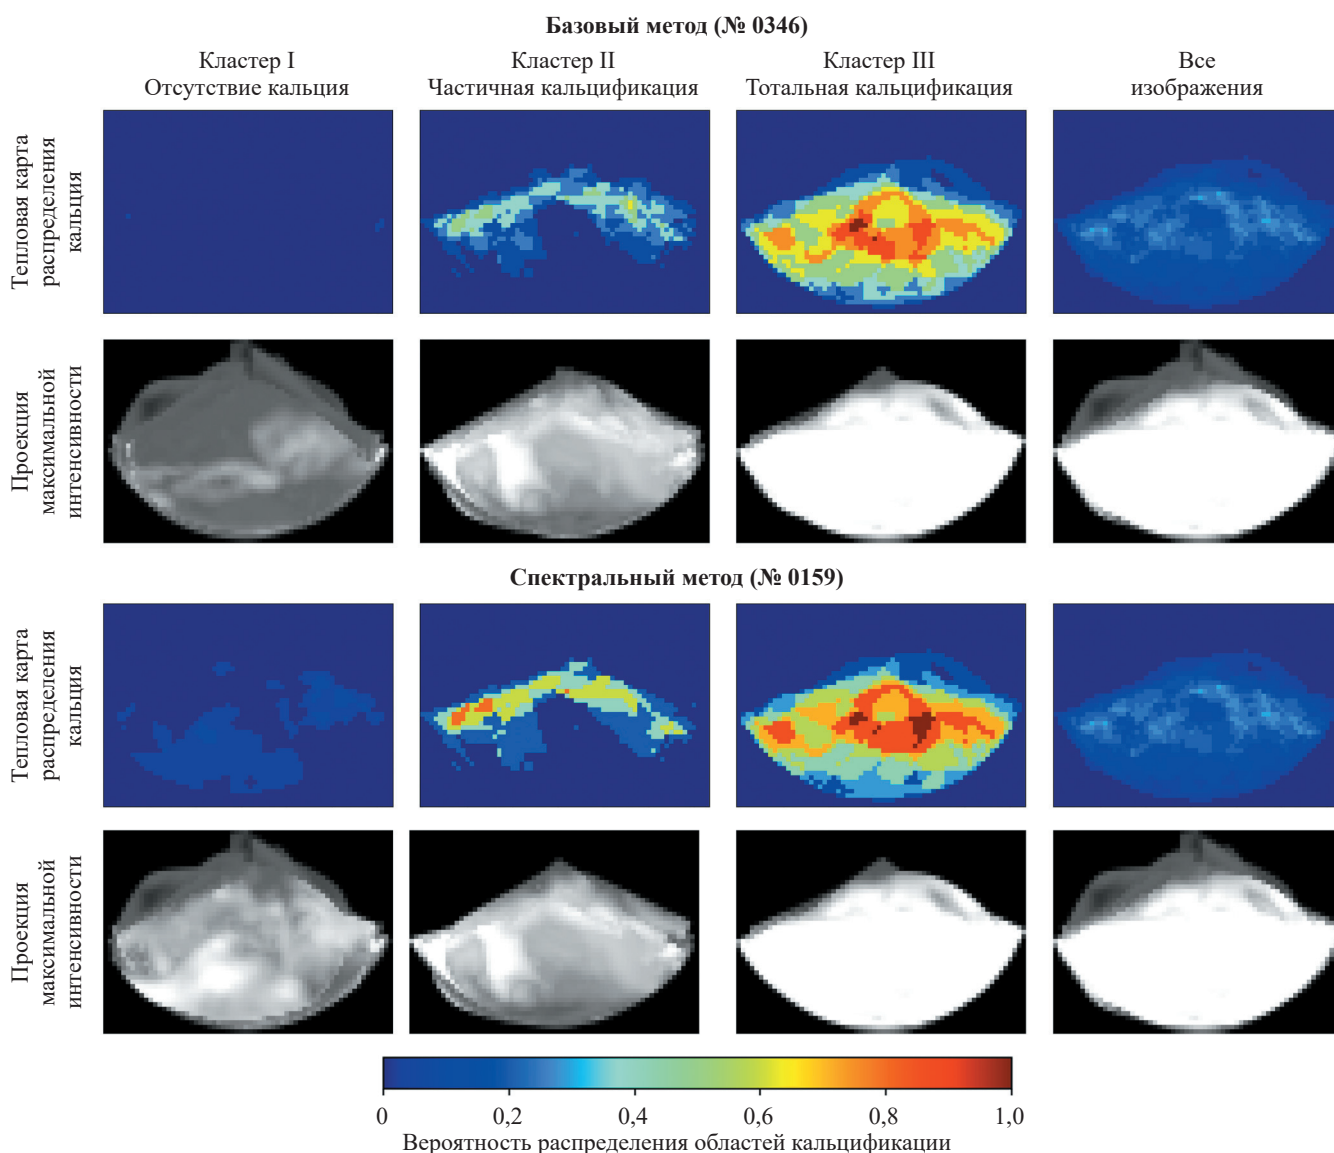 Базовый метод (№ 0346)
Кластер I
Отсутствие кальция
Кластер II
Частичная кальцификация
Кластер III
Тотальная кальцификация
Все
изображения
Тепловая карта
распределения
кальция
Проекция
максимальной
интенсивности
Спектральный метод (№ 0159)
Тепловая карта
распределения
кальция
Проекция
максимальной
интенсивности
0 0,2 0,4 0,6 0,8 1,0
Вероятность распределения областей кальцификации